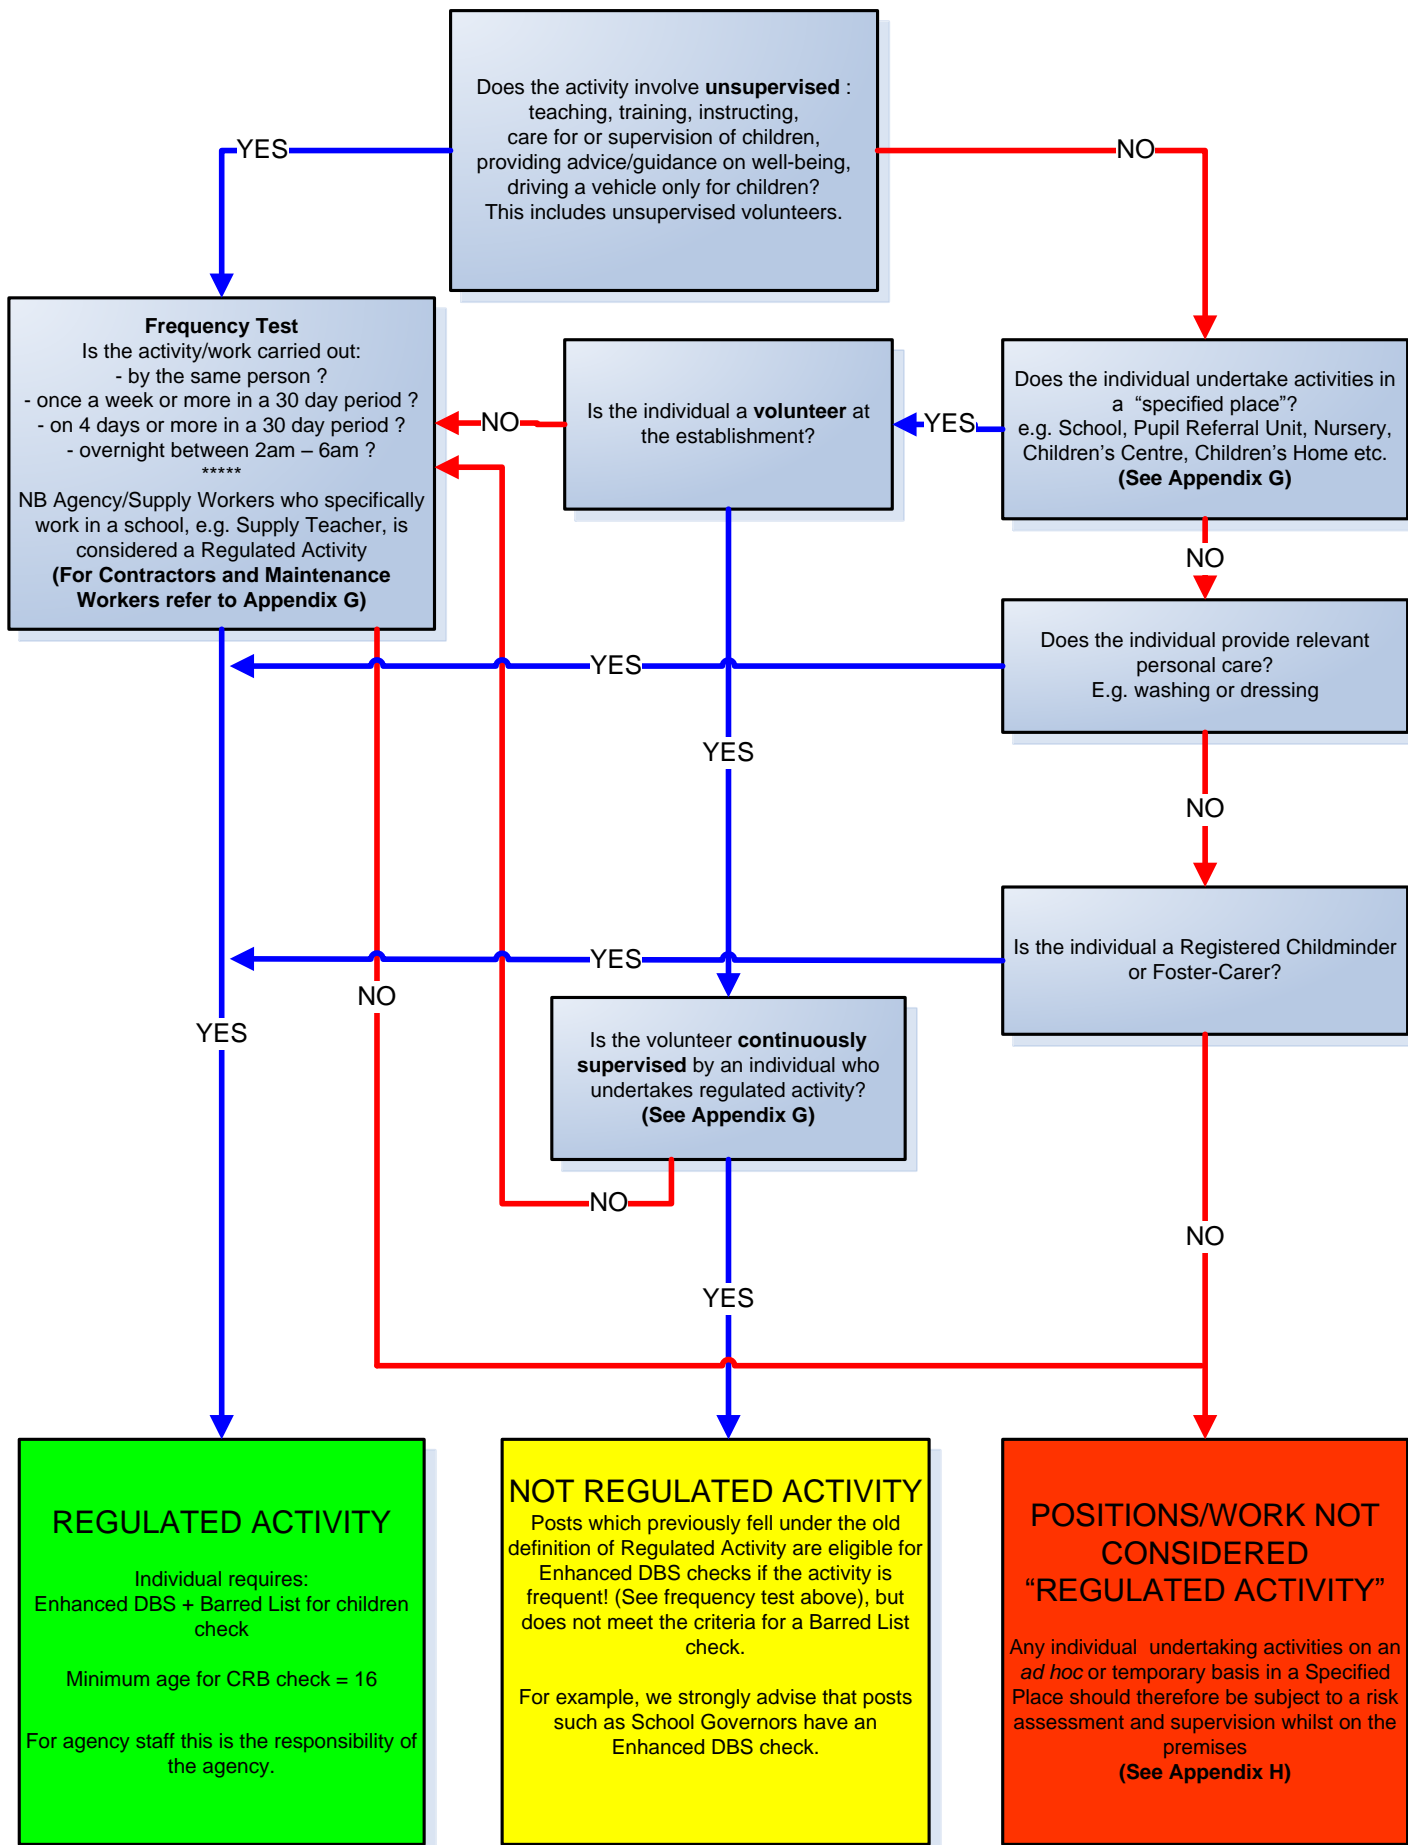 Does the activity involve unsupervised :
teaching, training, instructing,
care for or supervision of children,
providing advice/guidance on well-being,
driving a vehicle only for children?
This includes unsupervised volunteers.
YES
NO
Frequency Test
Is the activity/work carried out:
- by the same person ?
- once a week or more in a 30 day period ?
- on 4 days or more in a 30 day period ?
- overnight between 2am – 6am ?
*****
NB Agency/Supply Workers who specifically
work in a school, e.g. Supply Teacher, is
considered a Regulated Activity
(For Contractors and Maintenance
Workers refer to Appendix G)
NO
Is the individual a volunteer at
the establishment?
YES
Does the individual undertake activities in
a “specified place”?
e.g. School, Pupil Referral Unit, Nursery,
Children’s Centre, Children’s Home etc.
(See Appendix G)
NO
Does the individual provide relevant
personal care?
E.g. washing or dressing
YES
YES
NO
Is the individual a Registered Childminder
or Foster-Carer?
YES
NO
YES
Is the volunteer continuously
supervised by an individual who
undertakes regulated activity?
(See Appendix G)
NO
NO
YES
REGULATED ACTIVITY
Individual requires:
Enhanced DBS + Barred List for children
check
Minimum age for CRB check = 16
For agency staff this is the responsibility of
the agency.
NOT REGULATED ACTIVITY
Posts which previously fell under the old
definition of Regulated Activity are eligible for
Enhanced DBS checks if the activity is
frequent! (See frequency test above), but
does not meet the criteria for a Barred List
check.
For example, we strongly advise that posts
such as School Governors have an
Enhanced DBS check.
POSITIONS/WORK NOT
CONSIDERED
“REGULATED ACTIVITY”
Any individual undertaking activities on an
ad hoc or temporary basis in a Specified
Place should therefore be subject to a risk
assessment and supervision whilst on the
premises
(See Appendix H)